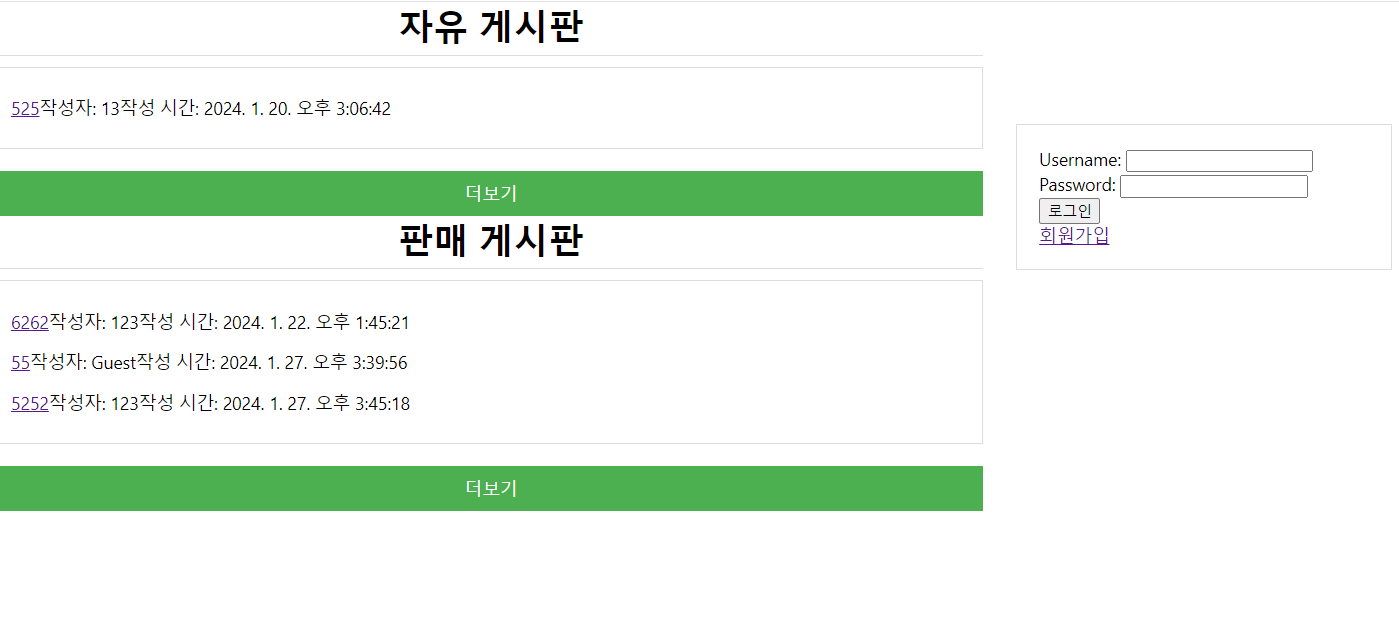 자유 게시판
525작성자: 13작성 시간: 2024. 1. 20. 오후 3:06:42
더보기
판매 게시판
6262작성자: 123작성 시간: 2024. 1. 22. 오후 1:45:21
55작성자: Guest작성 시간: 2024. 1. 27. 오후 3:39:56
5252작성자: 123작성 시간: 2024. 1. 27. 오후 3:45:18
더보기
Username:
Password:
로그인
회원가입